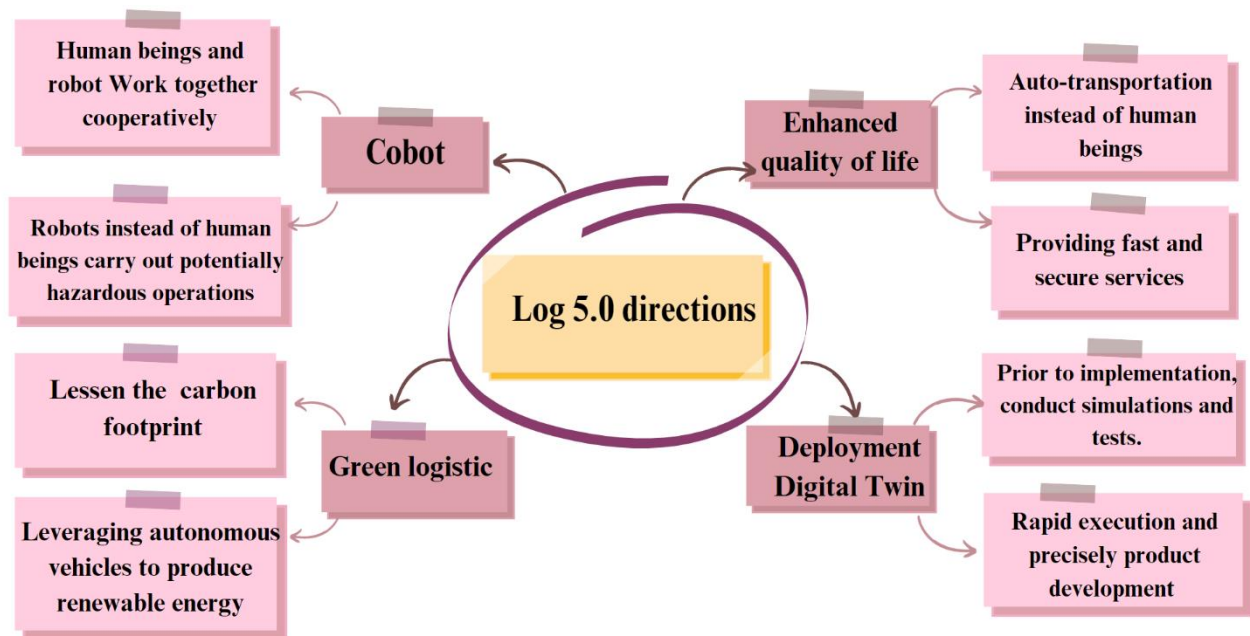 Human beings and
robot Work together
cooperatively
Cobot
Robots instead of human
beings carry out potentially
hazardous operations
Enhanced
quality of life
Auto-transportation
instead of human
beings
Providing fast and
secure services
Log 5.0 directions
Lessen the carbon
footprint
Green logistic
Leveraging autonomous
vehicles to produce
renewable energy
Deployment
Digital Twin
Prior to implementation,
conduct simulations and
tests.
Rapid execution and
precisely product
development